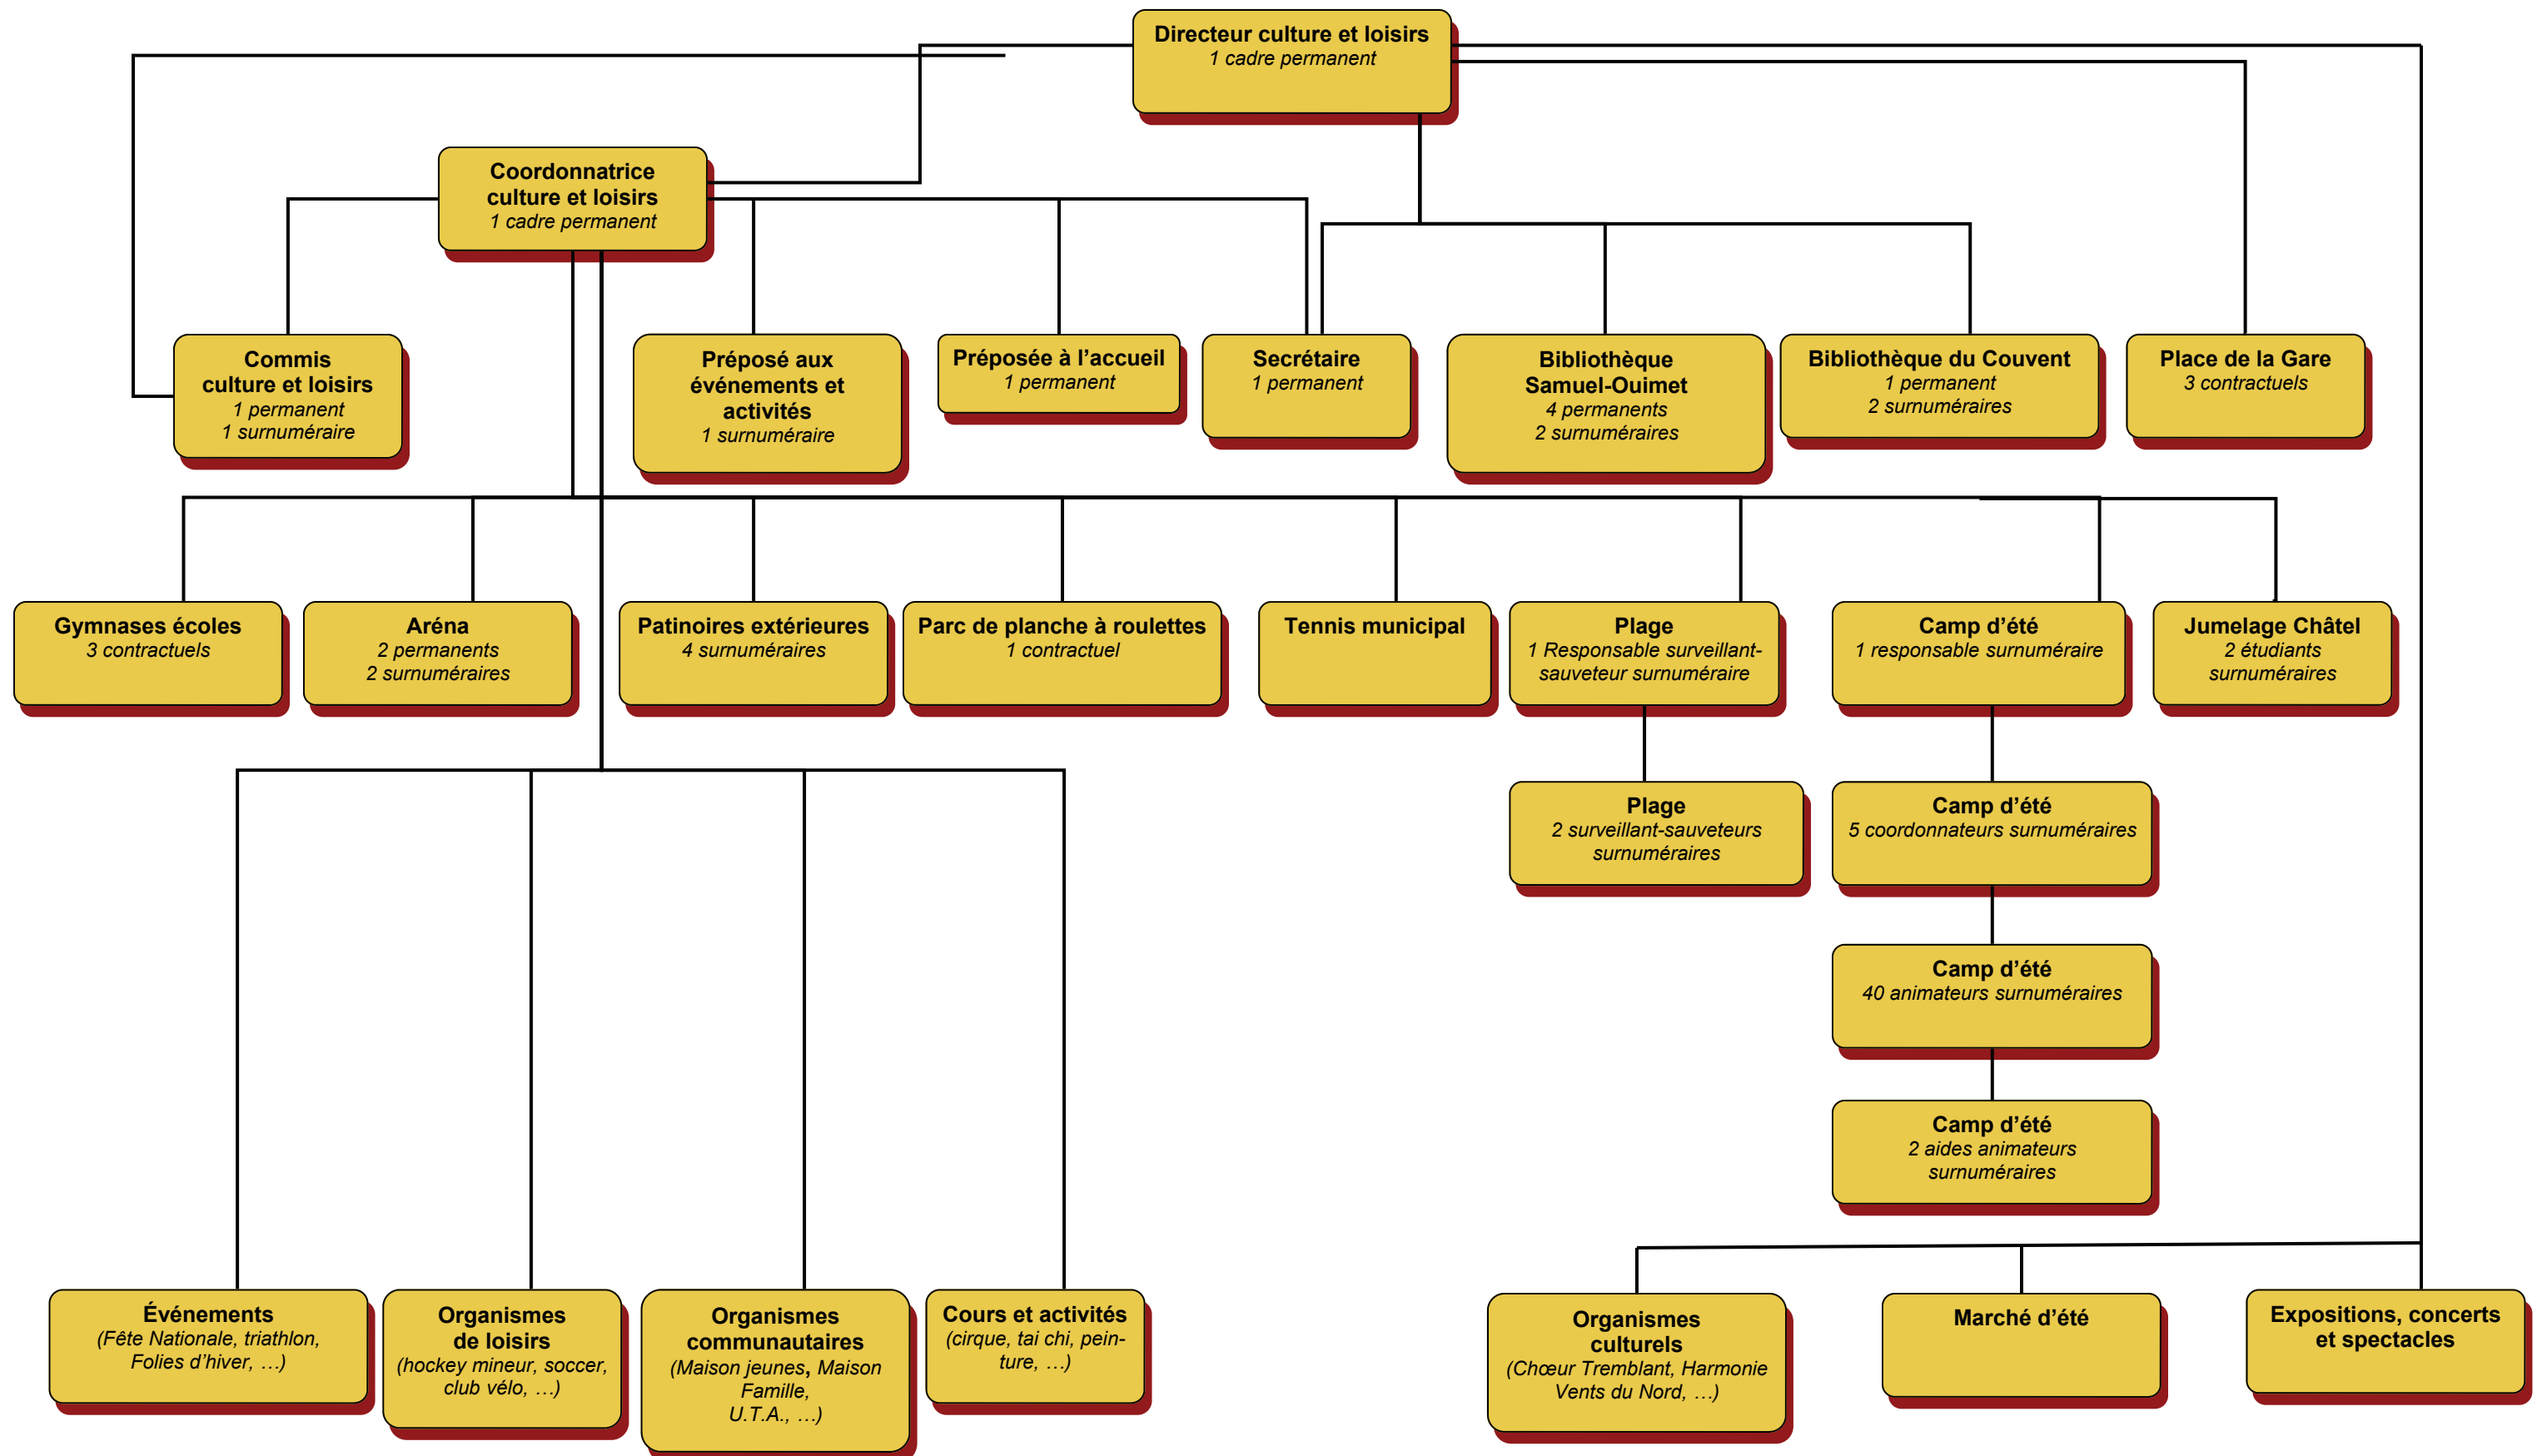 Directeur culture et loisirs
1 cadre permanent
Coordonnatrice
culture et loisirs
1 cadre permanent
Commis
culture et loisirs
1 permanent
1 surnuméraire
Préposé aux
événements et
activités
1 surnuméraire
Préposée à l’accueil
1 permanent
Secrétaire
1 permanent
Bibliothèque
Samuel-Ouimet
4 permanents
2 surnuméraires
Bibliothèque du Couvent
1 permanent
2 surnuméraires
Place de la Gare
3 contractuels
Gymnases écoles
3 contractuels
Aréna
2 permanents
2 surnuméraires
Patinoires extérieures
4 surnuméraires
Parc de planche à roulettes
1 contractuel
Tennis municipal
Plage
1 Responsable surveillant-
sauveteur surnuméraire
Camp d’été
1 responsable surnuméraire
Jumelage Châtel
2 étudiants
surnuméraires
Plage
2 surveillant-sauveteurs
surnuméraires
Camp d’été
5 coordonnateurs surnuméraires
Camp d’été
40 animateurs surnuméraires
Camp d’été
2 aides animateurs
surnuméraires
Événements
(Fête Nationale, triathlon,
Folies d’hiver, …)
Organismes
de loisirs
(hockey mineur, soccer,
club vélo, …)
Organismes
communautaires
(Maison jeunes, Maison
Famille,
U.T.A., …)
Cours et activités
(cirque, tai chi, pein-
ture, …)
Organismes
culturels
(Chœur Tremblant, Harmonie
Vents du Nord, …)
Marché d’été
Expositions, concerts
et spectacles